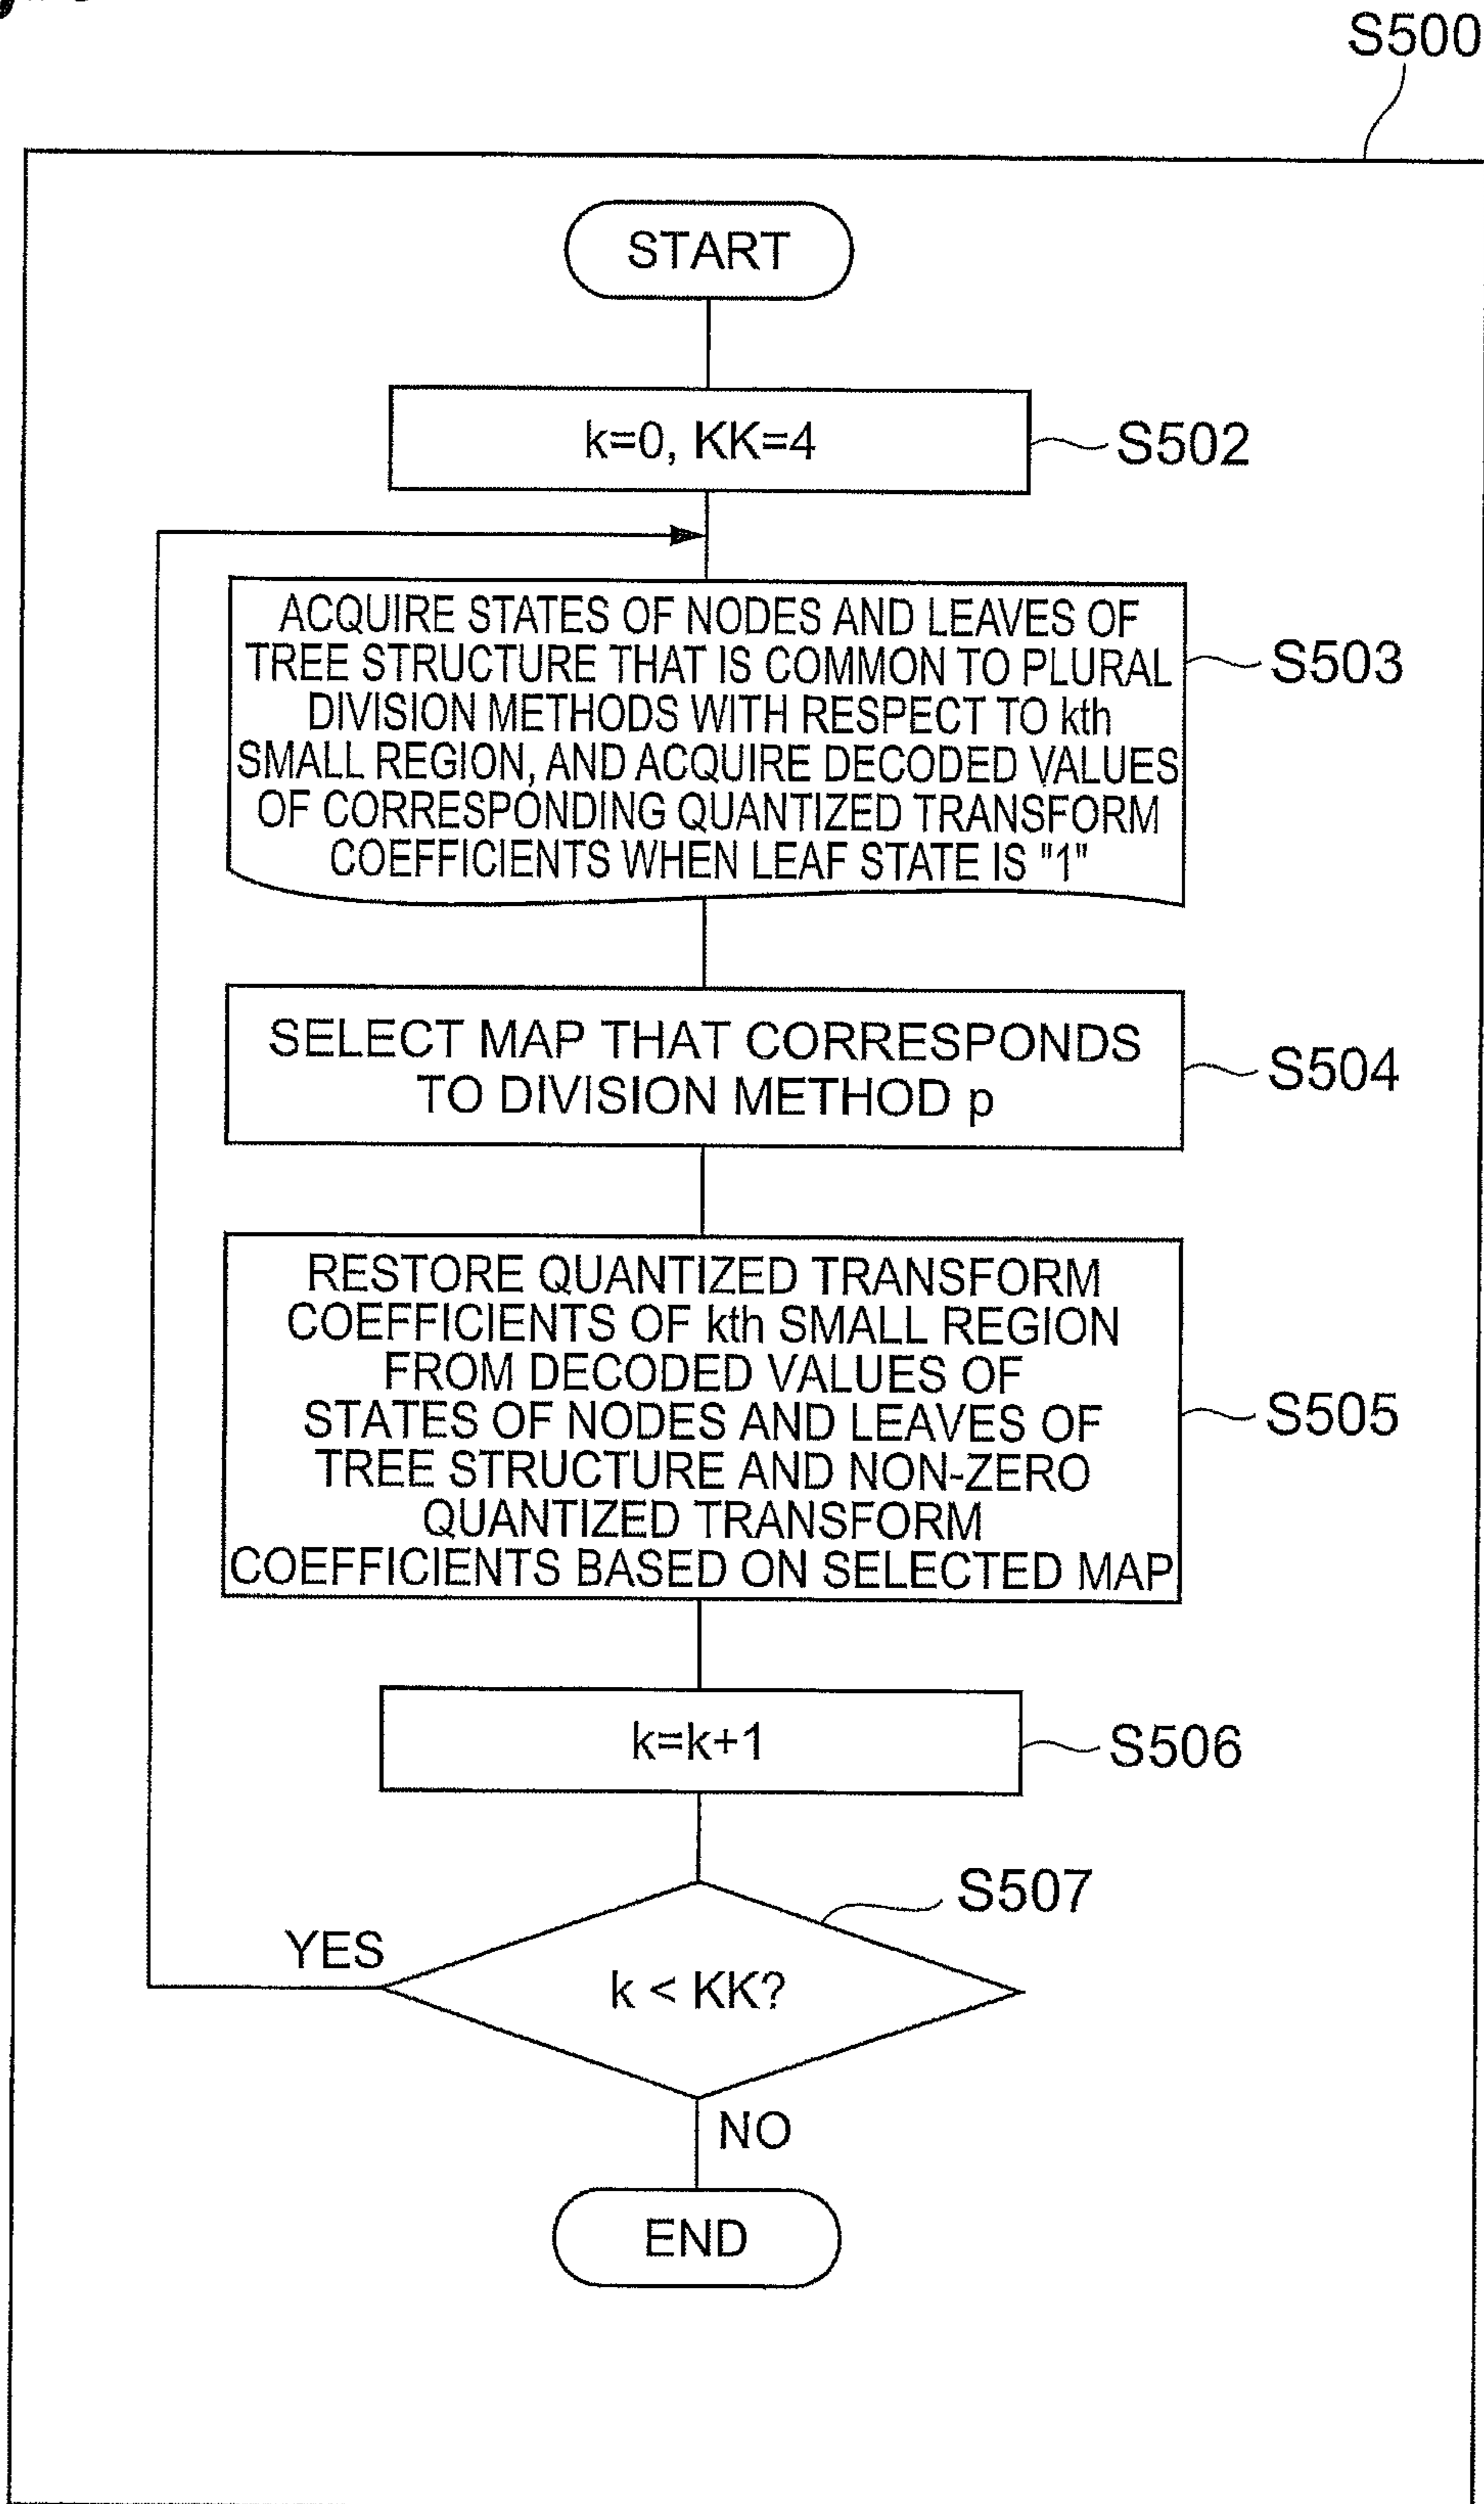 S500
START
k=0, KK=4
S502
ACQUIRE STATES OF NODES AND LEAVES OF
TREE STRUCTURE THAT IS COMMON TO PLURAL
DIVISION METHODS WITH RESPECT TO kth
SMALL REGION, AND ACQUIRE DECODED VALUES
OF CORRESPONDING QUANTIZED TRANSFORM
COEFFICIENTS WHEN LEAF STATE IS "1"
S503
SELECT MAP THAT CORRESPONDS
TO DIVISION METHOD p
S504
RESTORE QUANTIZED TRANSFORM
COEFFICIENTS OF kth SMALL REGION
FROM DECODED VALUES OF
STATES OF NODES AND LEAVES OF
TREE STRUCTURE AND NON-ZERO
QUANTIZED TRANSFORM
COEFFICIENTS BASED ON SELECTED MAP
S505
k=k+1
S506
S507
YES
k < KK?
NO
END